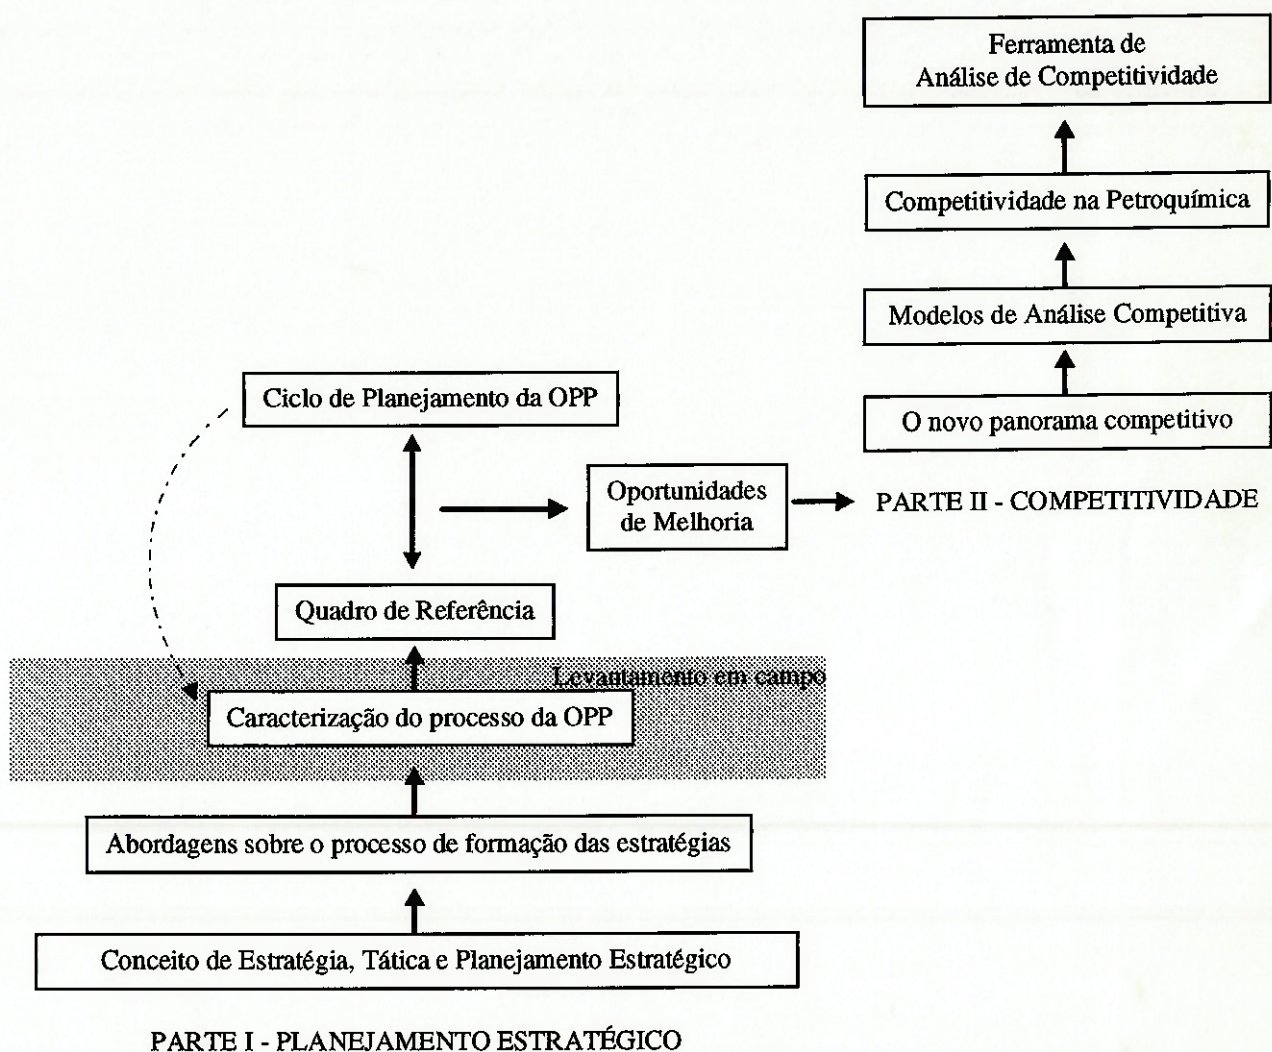 Ferramenta de
Análise de Competitividade
Competitividade na Petroquímica
Modelos de Análise Competitiva
Ciclo de Planejamento da OPP
O novo panorama competitivo
Oportunidades
de Melhoria
PARTE II - COMPETITIVIDADE
Quadro de Referência
Levantamento em campo
Caracterização do processo da OPP
Abordagens sobre o processo de formação das estratégias
Conceito de Estratégia, Tática e Planejamento Estratégico
PARTE I - PLANEJAMENTO ESTRATÉGICO